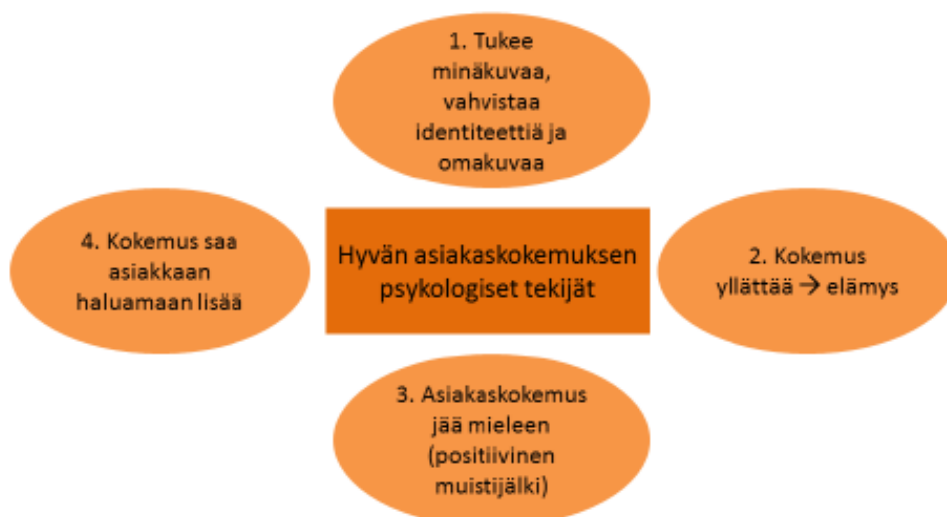 1. Tukee
minäkuvaa,
vahvistaa
identiteettiä ja
omakuvaa
4. Kokemus saa
asiakkaan
haluamaan lisää
Hyvän asiakaskokemuksen
psykologiset tekijät
2. Kokemus
yllättää → elämys
3. Asiakaskokemus
jää mieleen
(positiivinen
muistijälki)